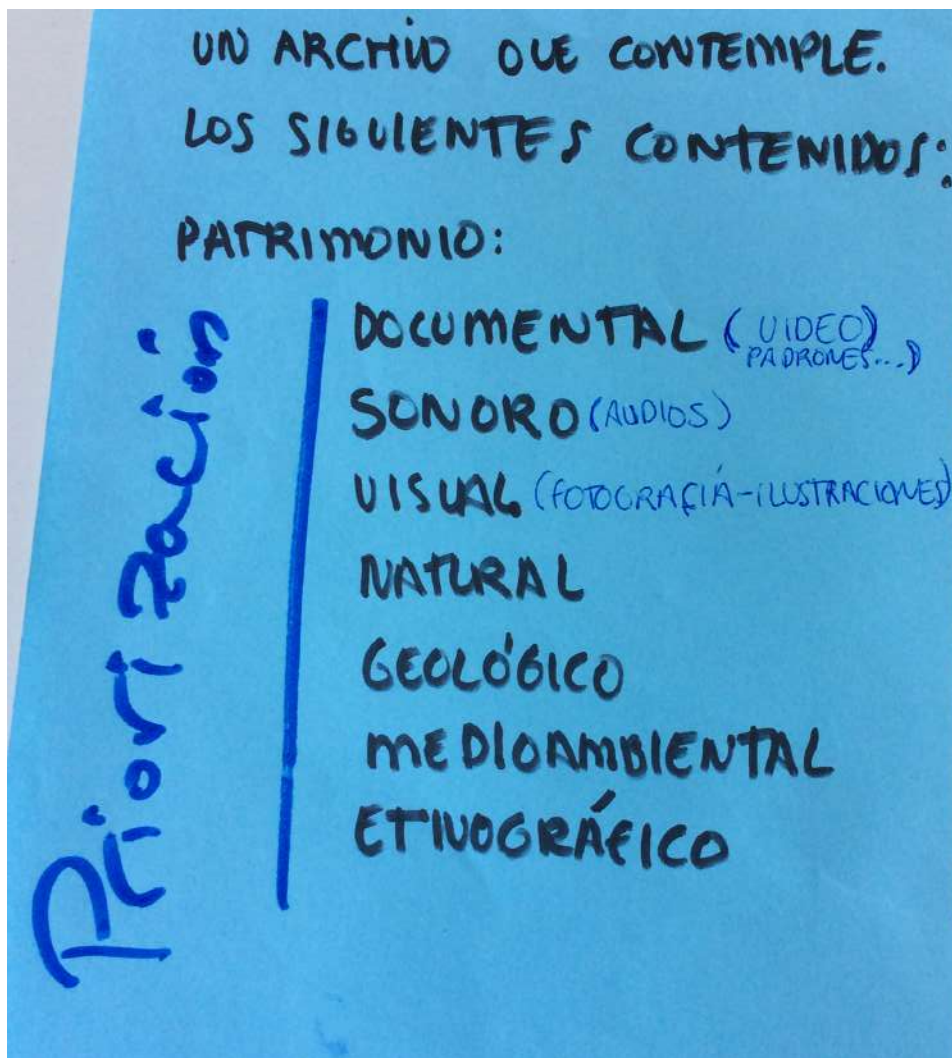 UN ARCHIVO QUE CONTEMPLE.
LOS SIGUIENTES CONTENIDOS:
PATRIMONIO:
Priorización
DOCUMENTAL (VIDEO)
PADRONES...)
SONORO (AUDIOS)
VISUAL (FOTOGRAFÍA-ILUSTRACIONES)
NATURAL
GEOLÓGICO
MEDIOAMBIENTAL
ETNOGRÁFICO